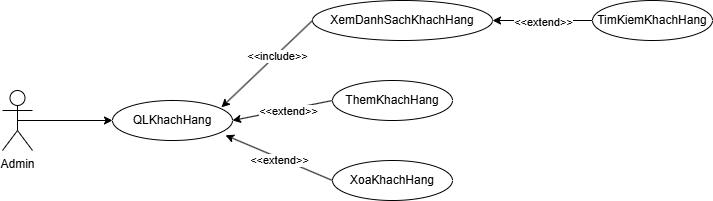 XemDanhSachKhachHang
<<extend>>
TimKiemKhachHang
<<include>>
ThemKhachHang
<<extend>>
QLKhachHang
Admin
<<extend>>
XoaKhachHang